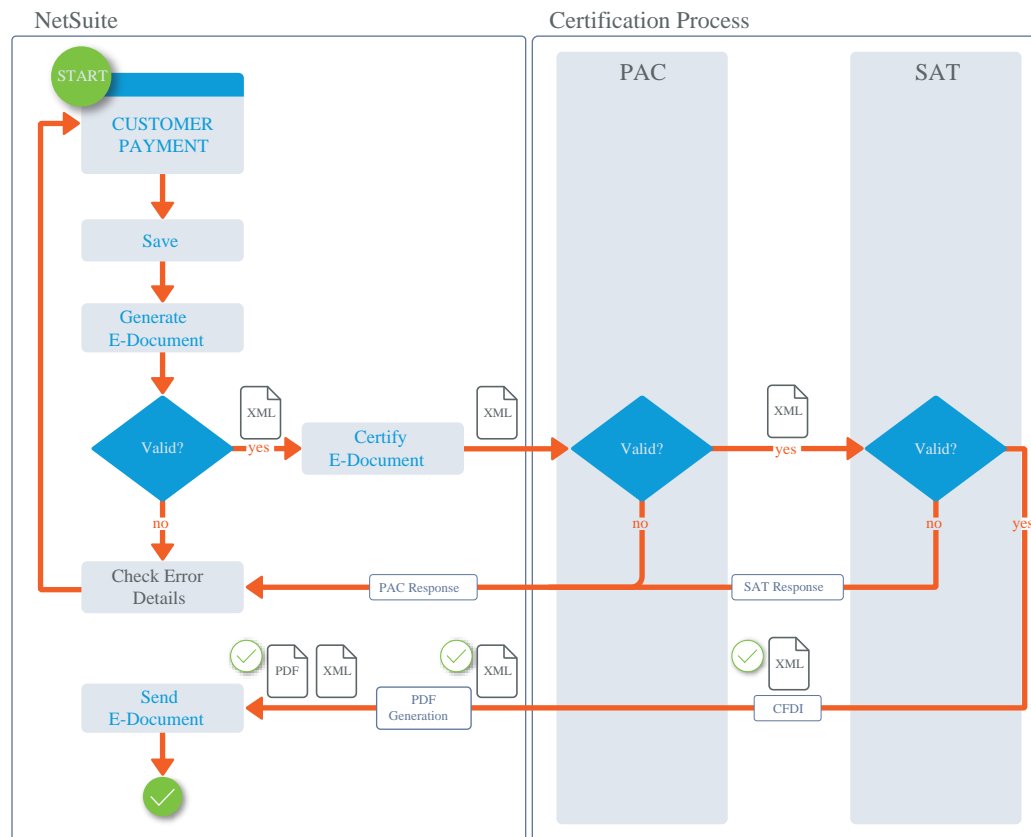 NetSuite
Certification Process
START
PAC
SAT
CUSTOMER
PAYMENT
Save
Generate
E-Document
XML
XML
XML
Valid?
yes
Certify
E-Document
Valid?
yes
Valid?
no
no
no
yes
Check Error
Details
PAC Response
SAT Response
PDF
XML
XML
XML
Send
E-Document
PDF
Generation
CFDI